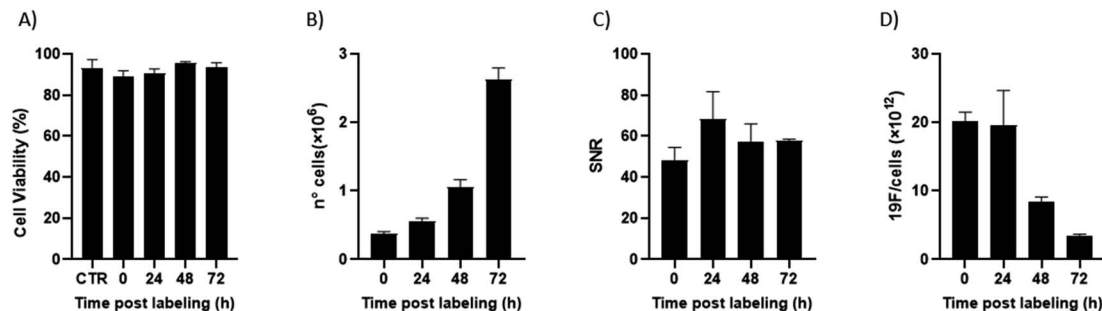 A)
Cell Viability (%)
100
80
60
40
20
0
CTR 0 24 48 72
Time post labeling (h)
B)
n° cells(×10⁶)
3
2
1
0
0 24 48 72
Time post labeling (h)
C)
SNR
100
80
60
40
20
0
0 24 48 72
Time post labeling (h)
D)
19F/cells (×10¹²)
30
20
10
0
0 24 48 72
Time post labeling (h)